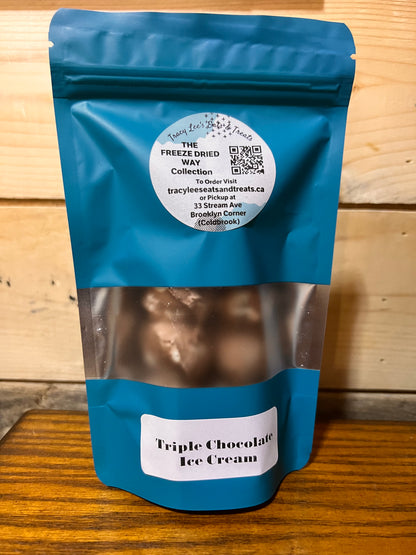 Tracy Lee's Eats & Treats
THE
FREEZE DRIED
WAY
Collection
To Order Visit
tracyleeseatsandtreats.ca
or Pickup at
33 Stream Ave
Brooklyn Corner
(Coldbrook)
Triple Chocolate
Ice Cream